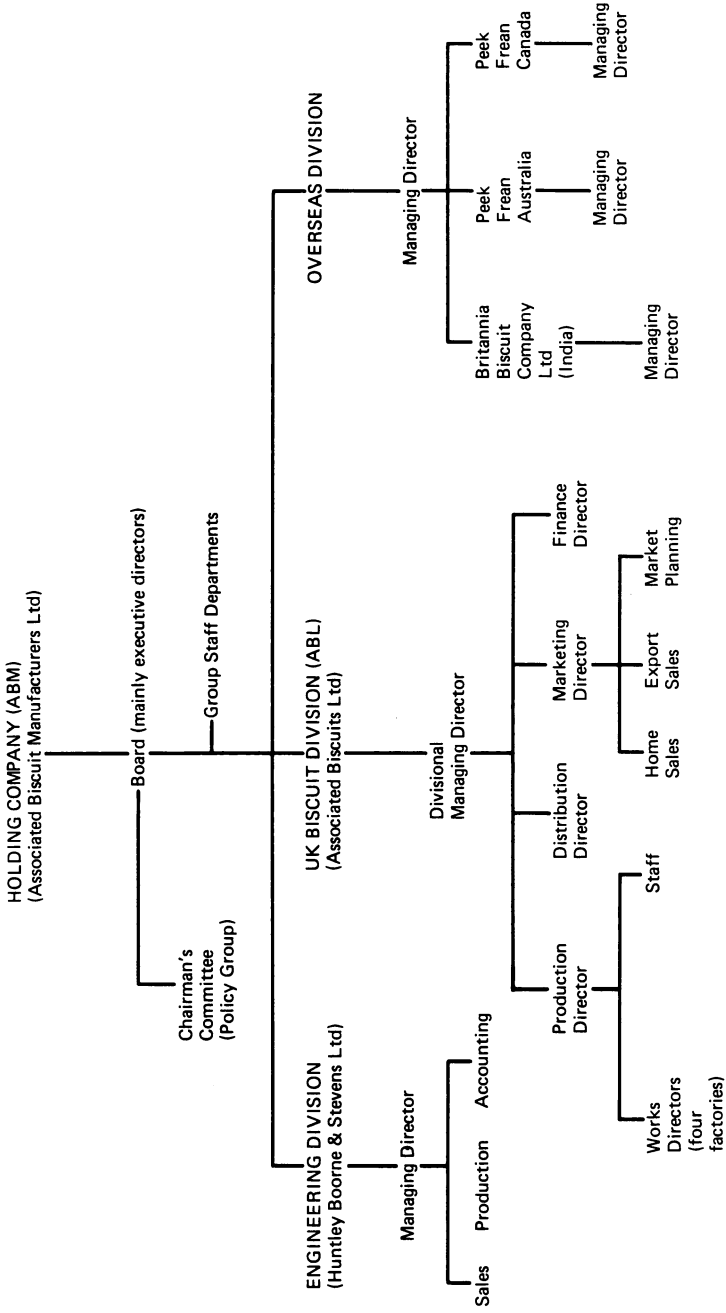 HOLDING COMPANY (ABM)
(Associated Biscuit Manufacturers Ltd)
Board (mainly executive directors)
Chairman's
Committee
(Policy Group)
Group Staff Departments
ENGINEERING DIVISION
(Huntley Boorne & Stevens Ltd)
Managing Director
Sales
Production
Accounting
UK BISCUIT DIVISION (ABL)
(Associated Biscuits Ltd)
Divisional
Managing Director
Production
Director
Works
Directors
(four
factories)
Staff
Distribution
Director
Marketing
Director
Home
Sales
Export
Sales
Market
Planning
Finance
Director
OVERSEAS DIVISION
Managing Director
Britannia
Biscuit
Company
Ltd
(India)
Managing
Director
Peek
Frean
Australia
Managing
Director
Peek
Frean
Canada
Managing
Director